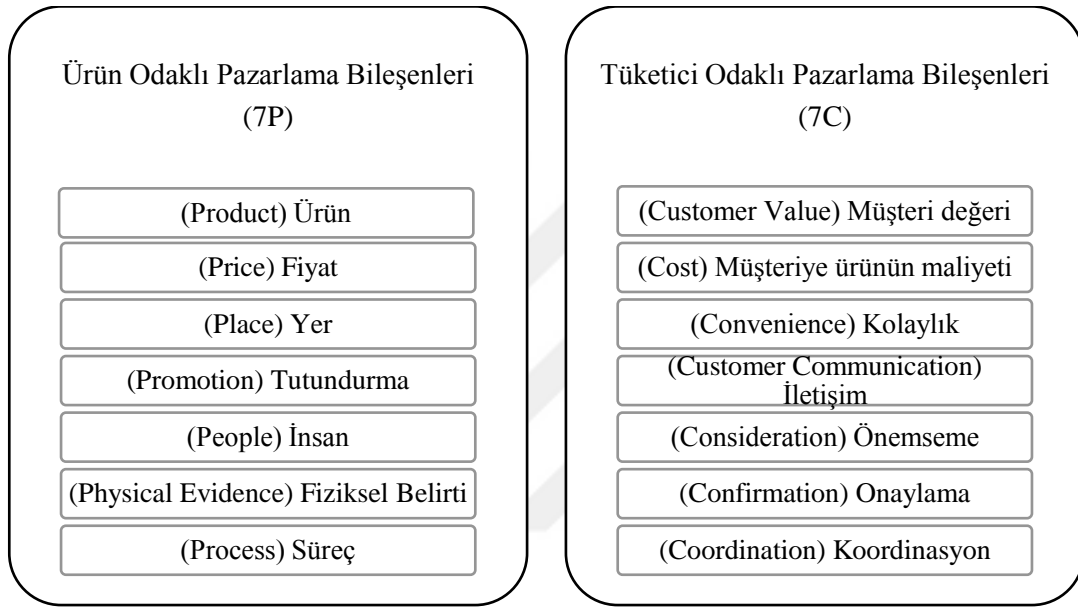 Ürün Odaklı Pazarlama Bileşenleri
(7P)
(Product) Ürün
(Price) Fiyat
(Place) Yer
(Promotion) Tutundurma
(People) İnsan
(Physical Evidence) Fiziksel Belirti
(Process) Süreç
Tüketici Odaklı Pazarlama Bileşenleri
(7C)
(Customer Value) Müşteri değeri
(Cost) Müşteriye ürünün maliyeti
(Convenience) Kolaylık
(Customer Communication)
İletişim
(Consideration) Önemseme
(Confirmation) Onaylama
(Coordination) Koordinasyon